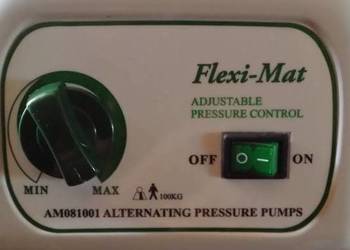 Flexi-Mat
ADJUSTABLE
PRESSURE CONTROL
OFF ON
MIN MAX
100KG
AM081001 ALTERNATING PRESSURE PUMPS